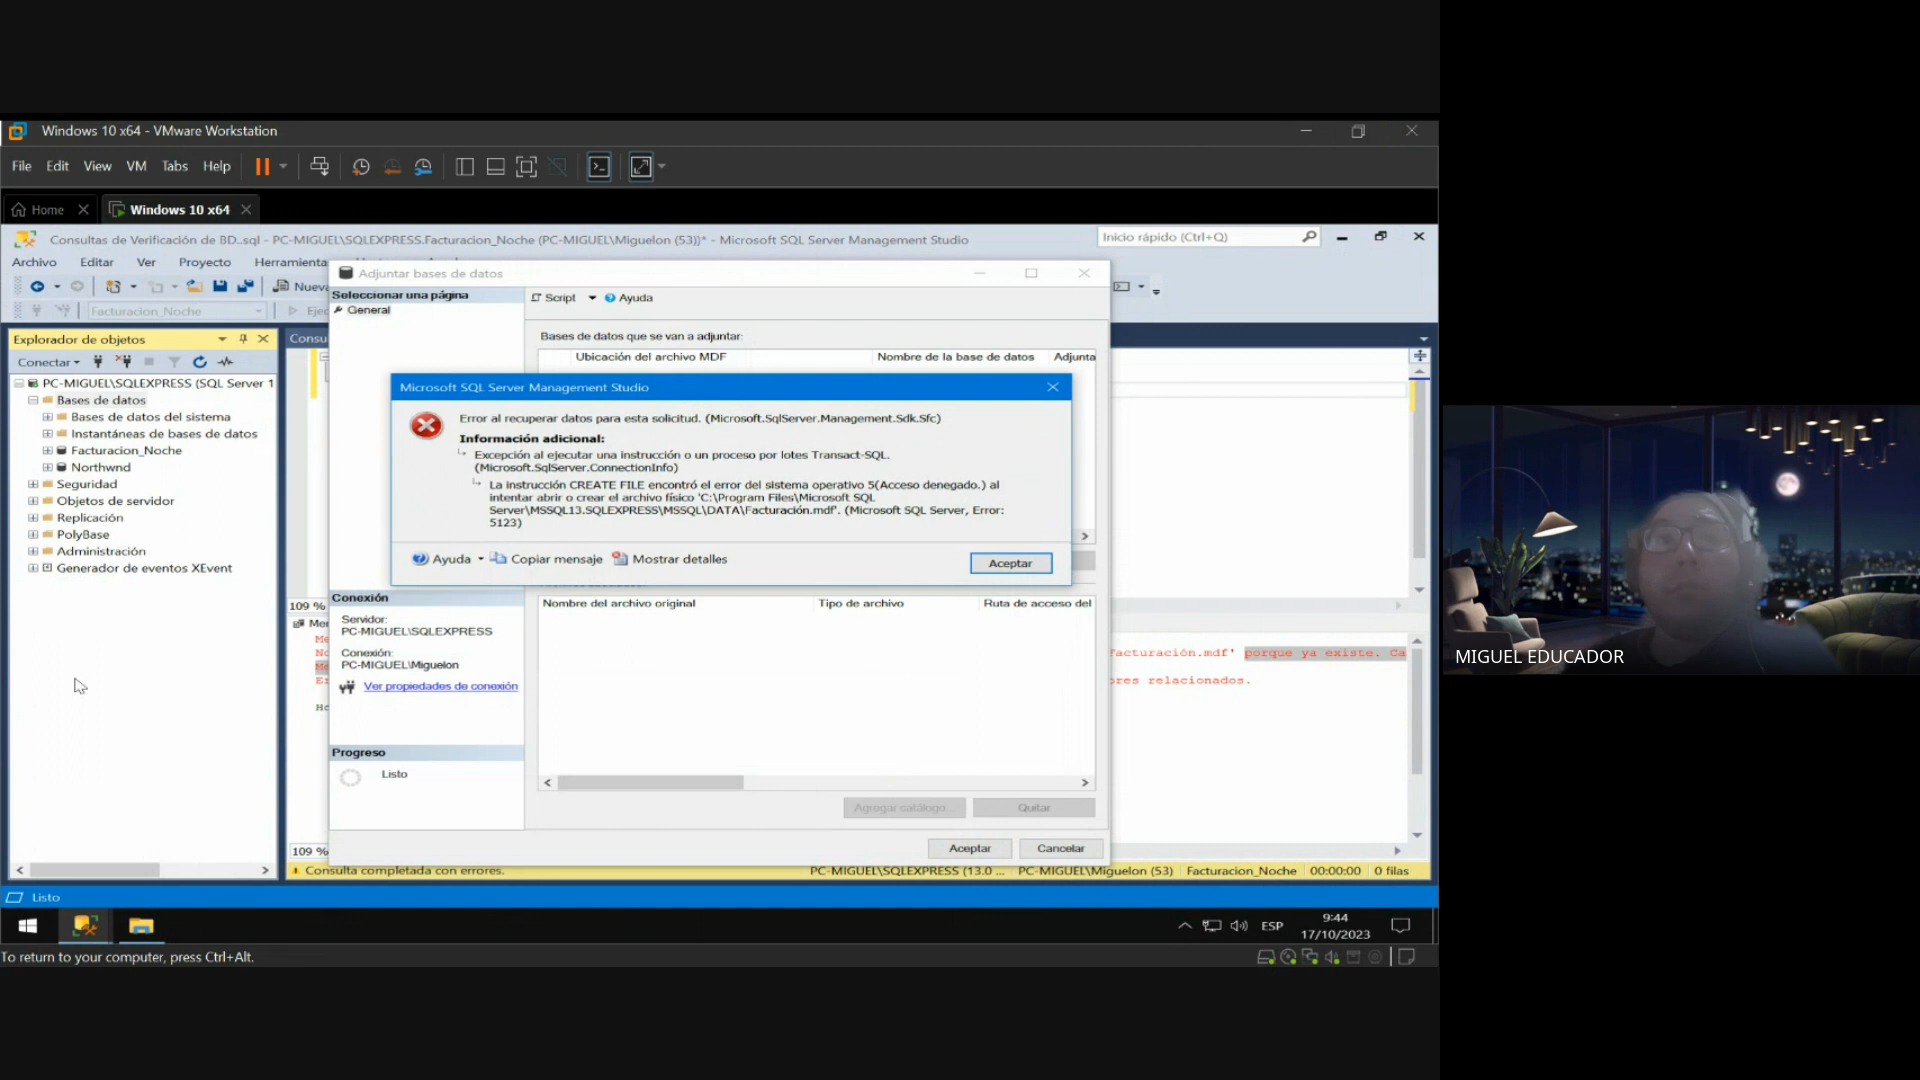 Windows 10 x64 - VMware Workstation
File Edit View VM Tabs Help
Home
Windows 10 x64
Consultas de Verificación de BD..sql - PC-MIGUEL\SQLEXPRESS.Facturacion_Noche (PC-MIGUEL\Miguelon (53))* - Microsoft SQL Server Management Studio
Inicio rápido (Ctrl+Q)
Archivo Editar Ver Proyecto Herramienta
Nueva
Facturacion_Noche
Ejec
Explorador de objetos
Conectar
PC-MIGUEL\SQLEXPRESS (SQL Server 1
Bases de datos
Bases de datos del sistema
Instantáneas de bases de datos
Facturacion_Noche
Northwnd
Seguridad
Objetos de servidor
Replicación
PolyBase
Administración
Generador de eventos XEvent
Consu
Adjuntar bases de datos
Seleccionar una página
General
Script Ayuda
Bases de datos que se van a adjuntar:
Ubicación del archivo MDF Nombre de la base de datos Adjunta
Microsoft SQL Server Management Studio
Error al recuperar datos para esta solicitud. (Microsoft.SqlServer.Management.Sdk.Sfc)
Información adicional:
Excepción al ejecutar una instrucción o un proceso por lotes Transact-SQL.
(Microsoft.SqlServer.ConnectionInfo)
La instrucción CREATE FILE encontró el error del sistema operativo 5(Acceso denegado.) al
intentar abrir o crear el archivo físico 'C:\Program Files\Microsoft SQL
Server\MSSQL13.SQLEXPRESS\MSSQL\DATA\Facturación.mdf'. (Microsoft SQL Server, Error:
5123)
Ayuda Copiar mensaje Mostrar detalles
Aceptar
Conexión
Servidor:
PC-MIGUEL\SQLEXPRESS
Conexión:
PC-MIGUEL\Miguelon
Ver propiedades de conexión
Progreso
Listo
Nombre del archivo original Tipo de archivo Ruta de acceso del
Agregar catálogo... Quitar
Aceptar Cancelar
109 %
Facturación.mdf' porque ya existe. Ca
res relacionados.
109 %
Consulta completada con errores.
PC-MIGUEL\SQLEXPRESS (13.0 ... PC-MIGUEL\Miguelon (53) Facturacion_Noche 00:00:00 0 filas
Listo
ESP
9:44
17/10/2023
To return to your computer, press Ctrl+Alt.
MIGUEL EDUCADOR